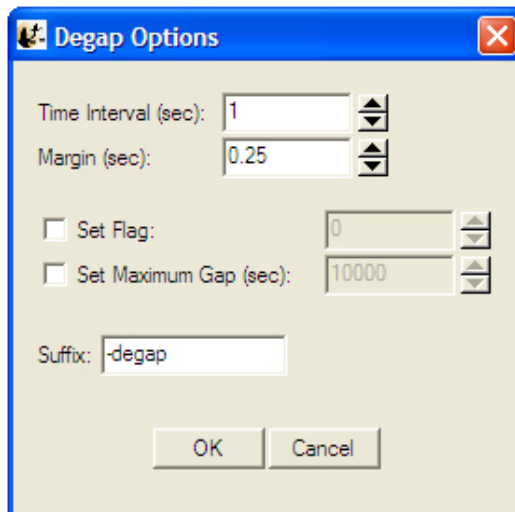 Degap Options
Time Interval (sec): 1
Margin (sec): 0.25
Set Flag: 0
Set Maximum Gap (sec): 10000
Suffix: -degap
OK Cancel